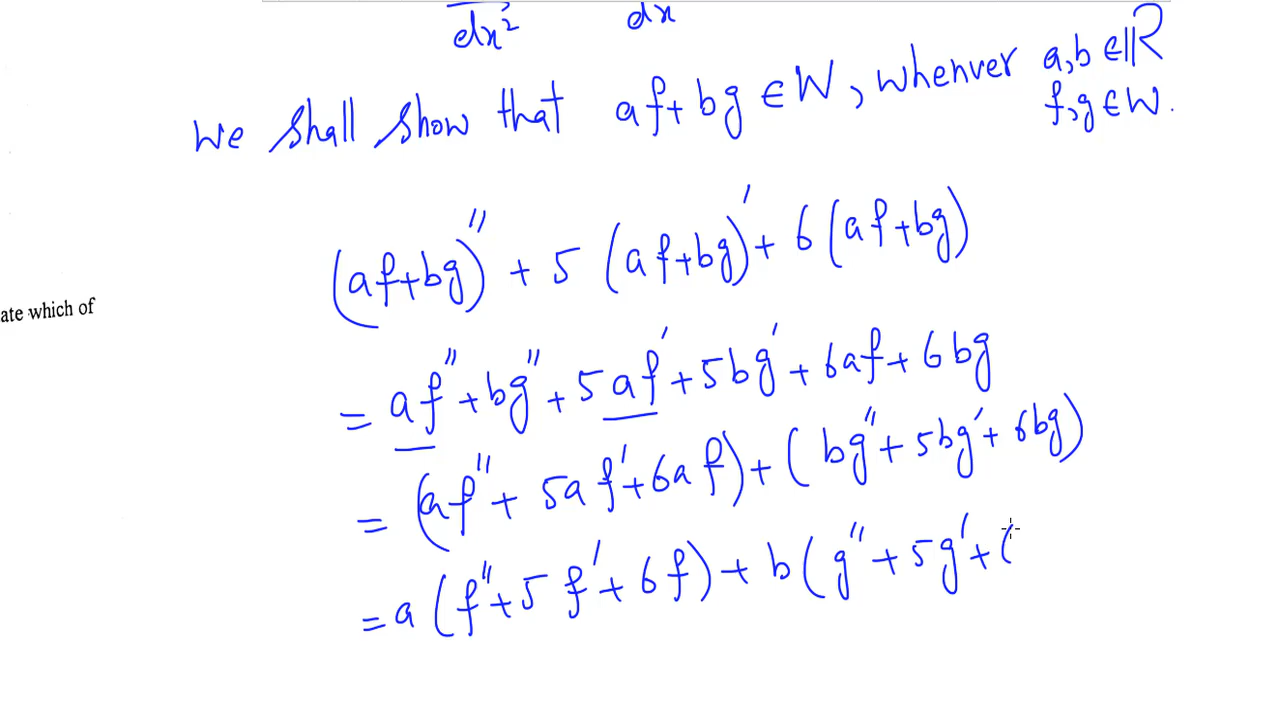 dx² dx
We shall show that af+bg ∈ W, whenver a,b ∈ ℝ
f,g ∈ W.
(af+bg)'' + 5 (af+bg)' + 6 (af+bg)
ate which of
= af'' + bg'' + 5af' + 5bg' + 6af + 6bg
= (af'' + 5af' + 6af) + (bg'' + 5bg' + 6bg)
= a (f'' + 5f' + 6f) + b (g'' + 5g' + (